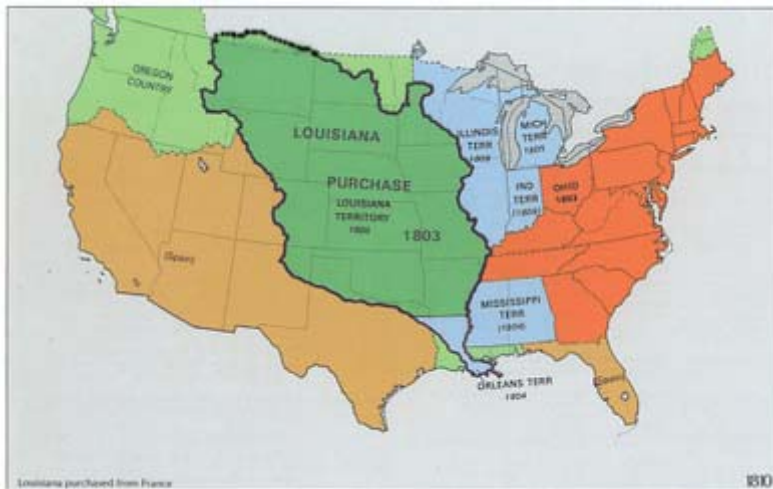 OREGON
COUNTRY
LOUISIANA
PURCHASE
LOUISIANA
TERRITORY
1803
ILLINOIS
TERR
1809
MICH
TERR
IND
TERR
OHIO
1803
(Spain)
MISSISSIPPI
TERR
ORLEANS TERR
1804
(Spain)
Louisiana purchased from France
1810